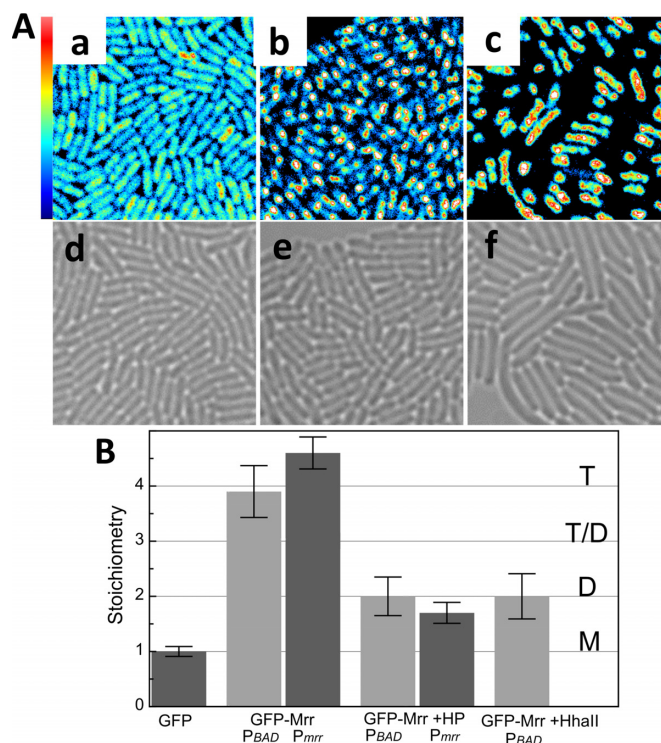 A
a
b
c
d
e
f
B
Stoichiometry
4
3
2
1
0
T
T/D
D
M
GFP
GFP-Mrr
GFP-Mrr +HP
GFP-Mrr +HhaII
PBAD
Pmrr
PBAD
Pmrr
PBAD